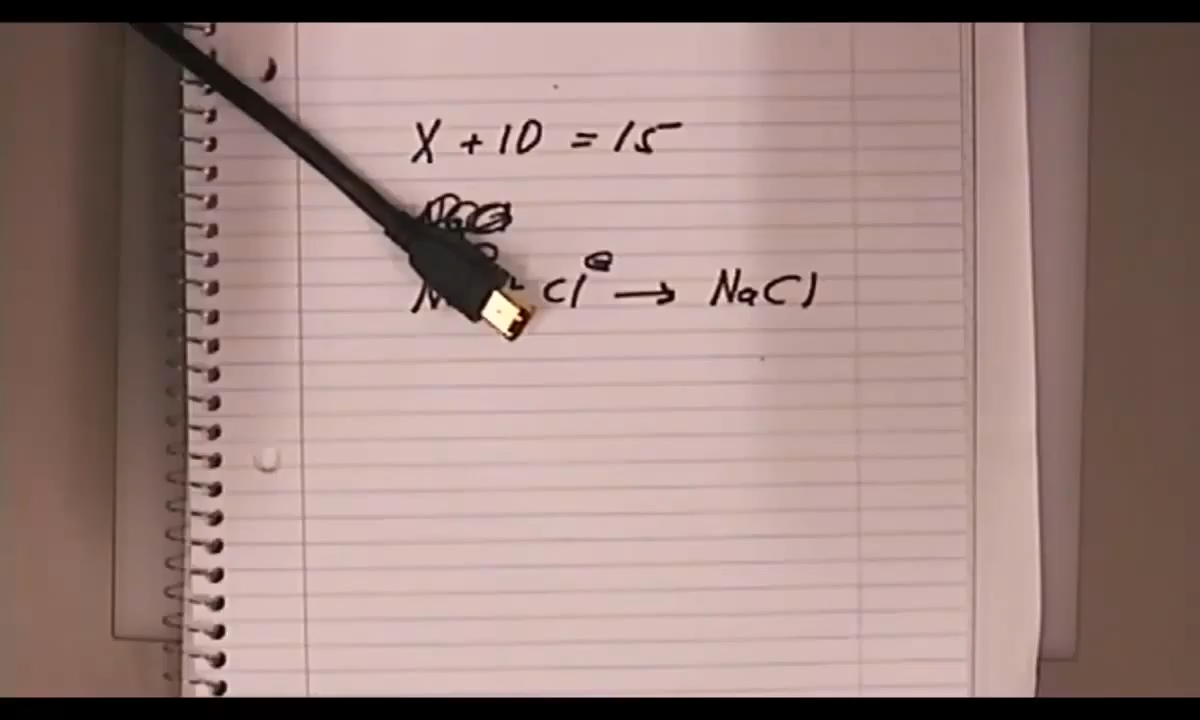 X + 10 = 15
Cl⊖ → NaCl